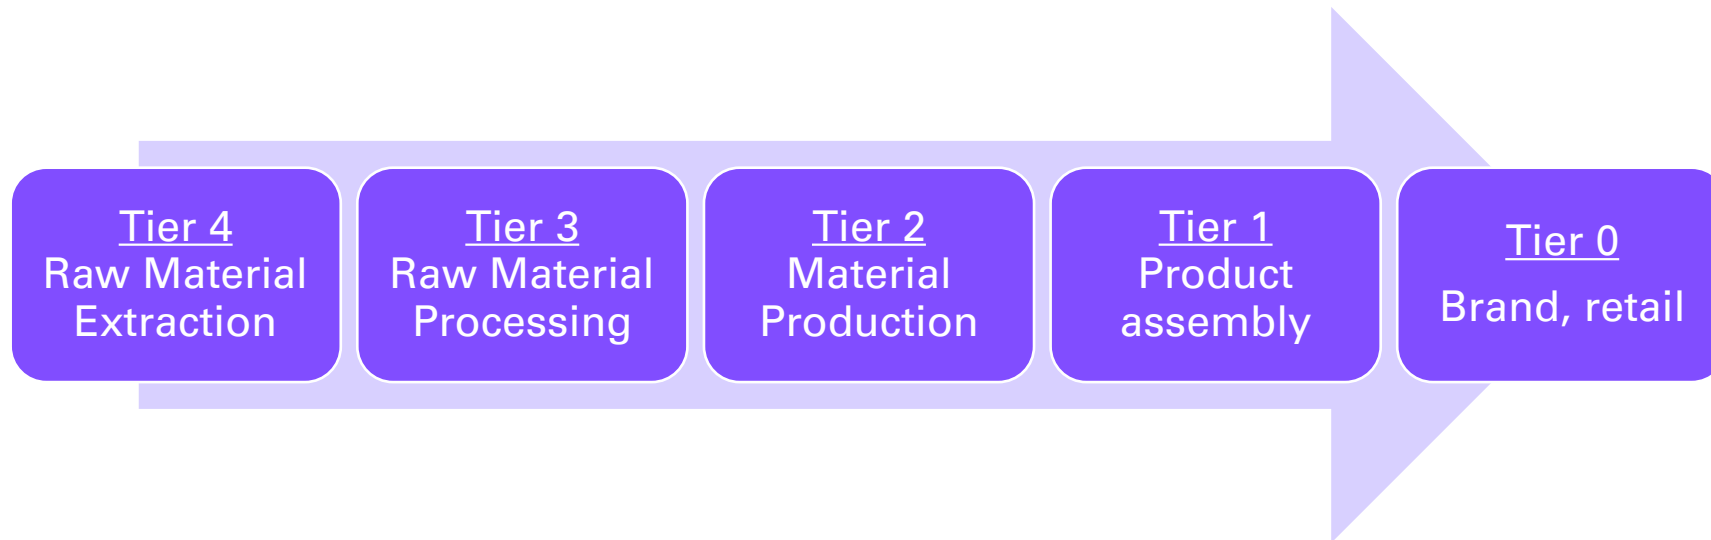 Tier 4
Raw Material
Extraction
Tier 3
Raw Material
Processing
Tier 2
Material
Production
Tier 1
Product
assembly
Tier 0
Brand, retail